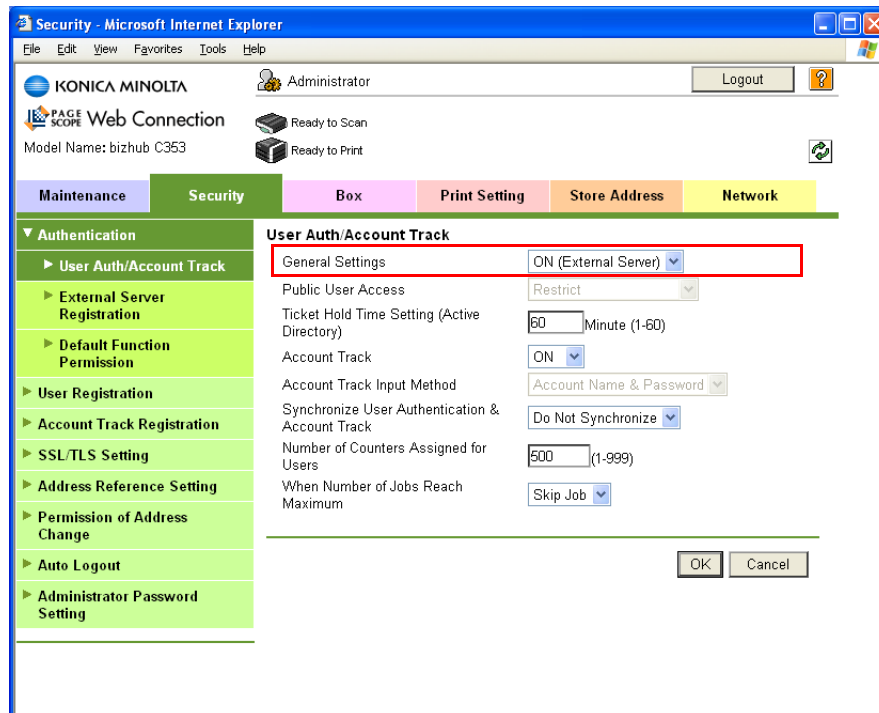 Security - Microsoft Internet Explorer
File Edit View Favorites Tools Help
KONICA MINOLTA
Administrator
Logout
?
PAGE SCOPE Web Connection
Ready to Scan
Model Name: bizhub C353
Ready to Print
Maintenance Security Box Print Setting Store Address Network
Authentication
User Auth/Account Track
External Server
Registration
Default Function
Permission
User Registration
Account Track Registration
SSL/TLS Setting
Address Reference Setting
Permission of Address
Change
Auto Logout
Administrator Password
Setting
User Auth/Account Track
General Settings ON (External Server)
Public User Access Restrict
Ticket Hold Time Setting (Active
Directory) 60 Minute (1-60)
Account Track ON
Account Track Input Method Account Name & Password
Synchronize User Authentication &
Account Track Do Not Synchronize
Number of Counters Assigned for
Users 500 (1-999)
When Number of Jobs Reach
Maximum Skip Job
OK Cancel